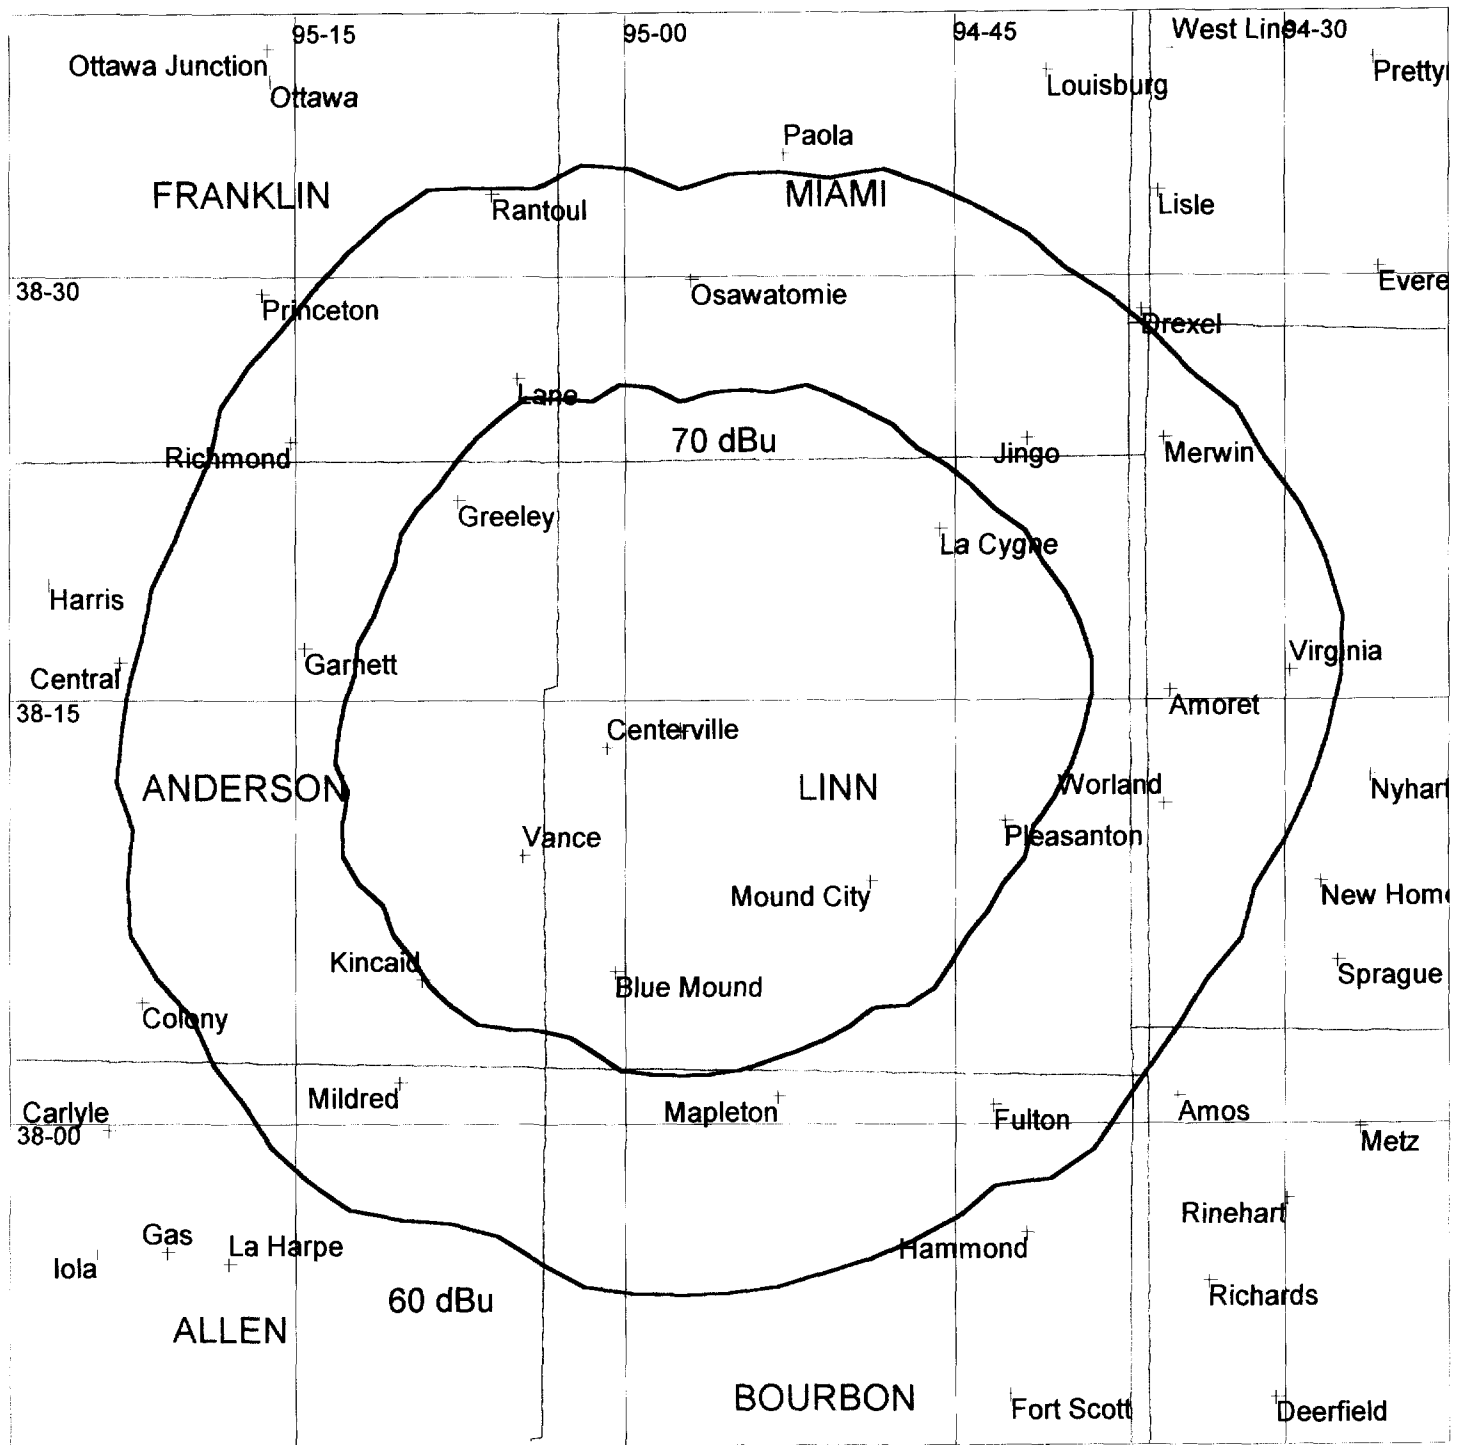 95-15
95-00
94-45
West Line
94-30
Ottawa Junction
Ottawa
Louisburg
Pretty
Paola
FRANKLIN
Rantoul
MIAMI
Lisle
38-30
Princeton
Osawatomie
Evere
Drexel
Lane
70 dBu
Richmond
Jingo
Merwin
Greeley
La Cygne
Harris
Central
Garnett
Virginia
38-15
Amoret
Centerville
ANDERSON
LINN
Worland
Nyhart
Vance
Pleasanton
Mound City
New Home
Kincaid
Blue Mound
Sprague
Colony
Mildred
Mapleton
Fulton
Amos
Carlyle
38-00
Metz
Rinehart
Gas
La Harpe
Hammond
Iola
60 dBu
Richards
ALLEN
BOURBON
Fort Scott
Deerfield